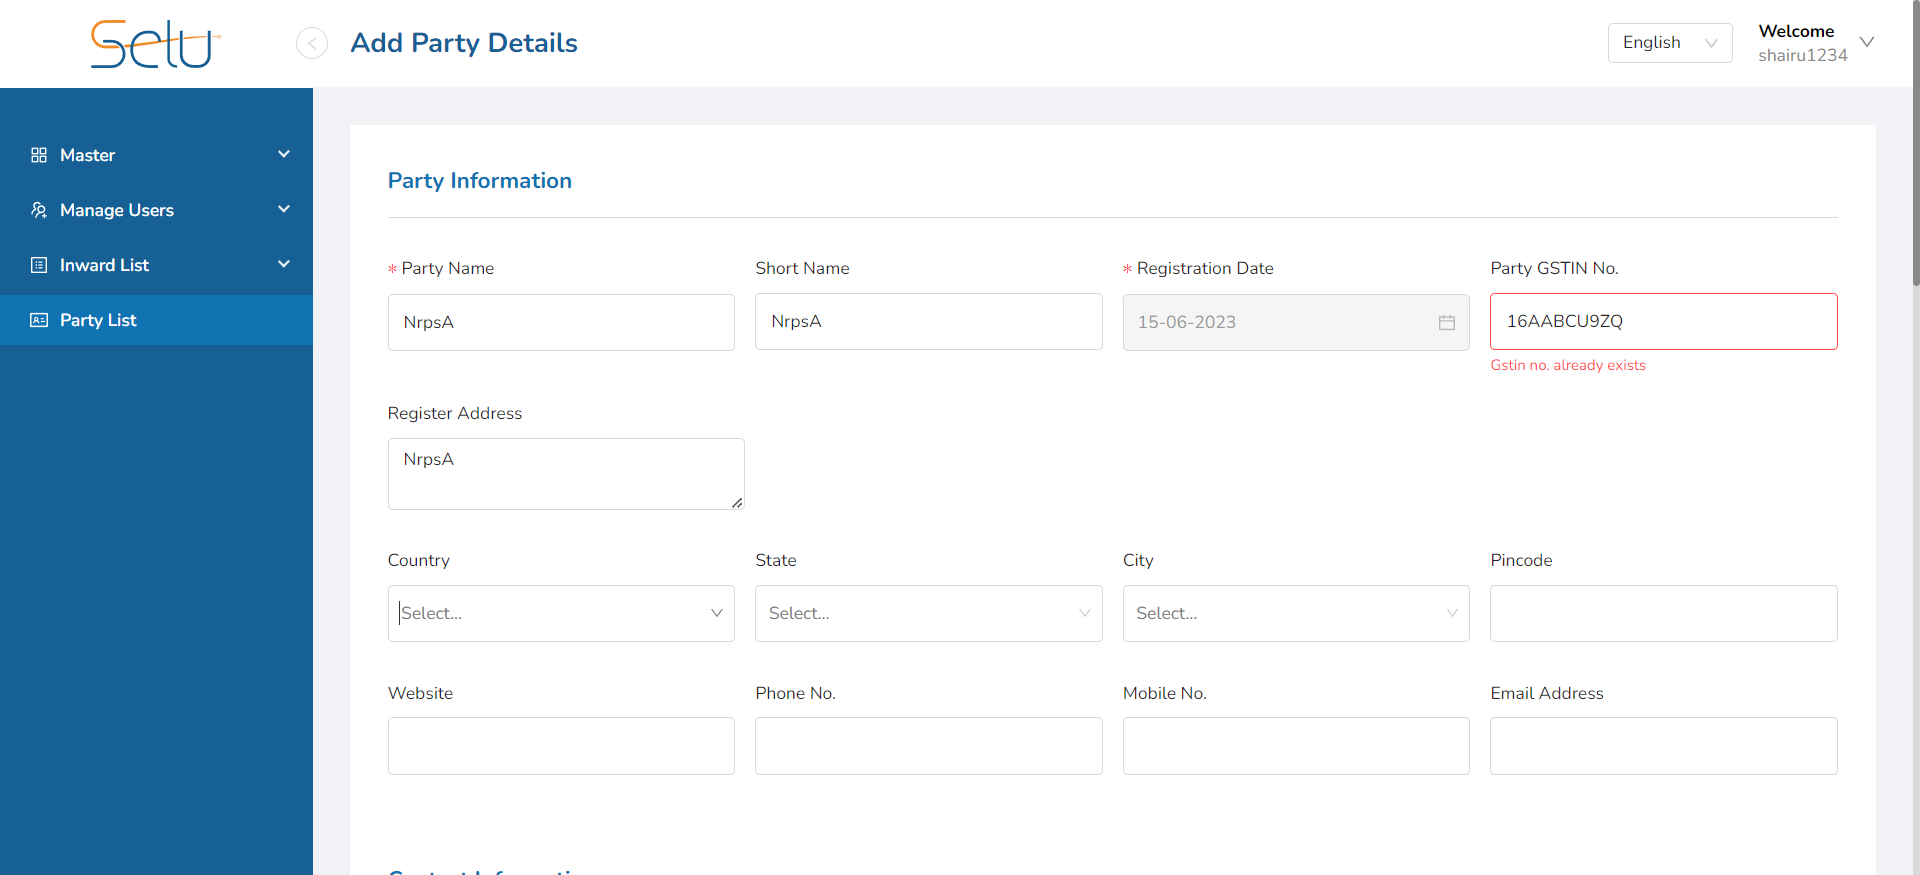 Setu
Add Party Details
English
Welcome
shairu1234
Master
Manage Users
Inward List
Party List
Party Information
* Party Name
Short Name
* Registration Date
Party GSTIN No.
NrpsA
NrpsA
15-06-2023
16AABCU9ZQ
Gstin no. already exists
Register Address
NrpsA
Country
State
City
Pincode
Select...
Select...
Select...
Website
Phone No.
Mobile No.
Email Address